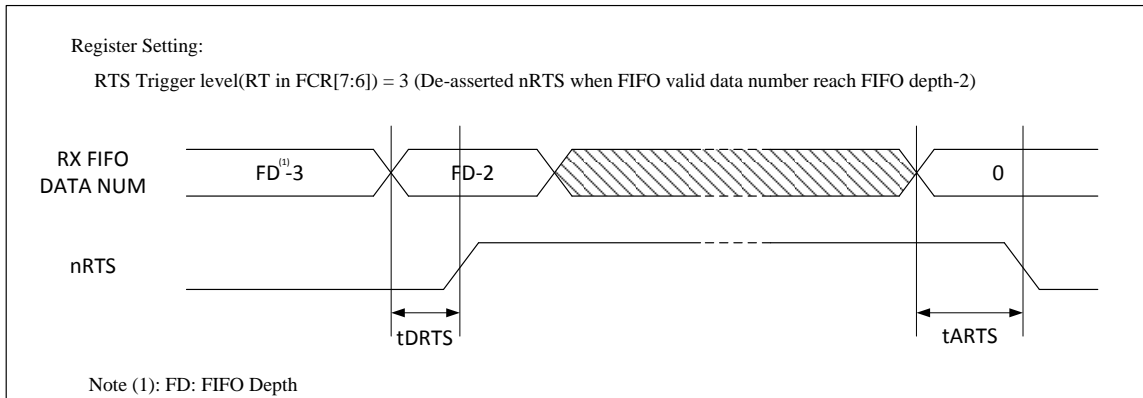 Register Setting:
RTS Trigger level(RT in FCR[7:6]) = 3 (De-asserted nRTS when FIFO valid data number reach FIFO depth-2)
RX FIFO
DATA NUM
FD(1)-3
FD-2
0
nRTS
tDRTS
tARTS
Note (1): FD: FIFO Depth